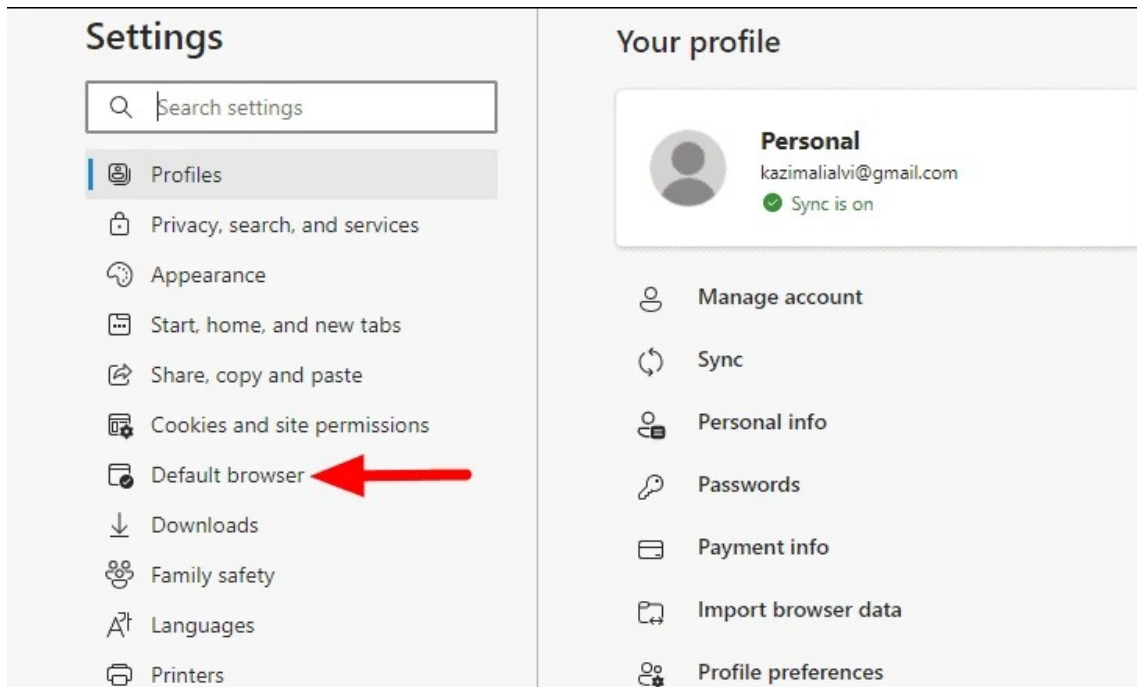 Settings
Search settings
Profiles
Privacy, search, and services
Appearance
Start, home, and new tabs
Share, copy and paste
Cookies and site permissions
Default browser
Downloads
Family safety
Languages
Printers
Your profile
Personal
kazimalialvi@gmail.com
Sync is on
Manage account
Sync
Personal info
Passwords
Payment info
Import browser data
Profile preferences